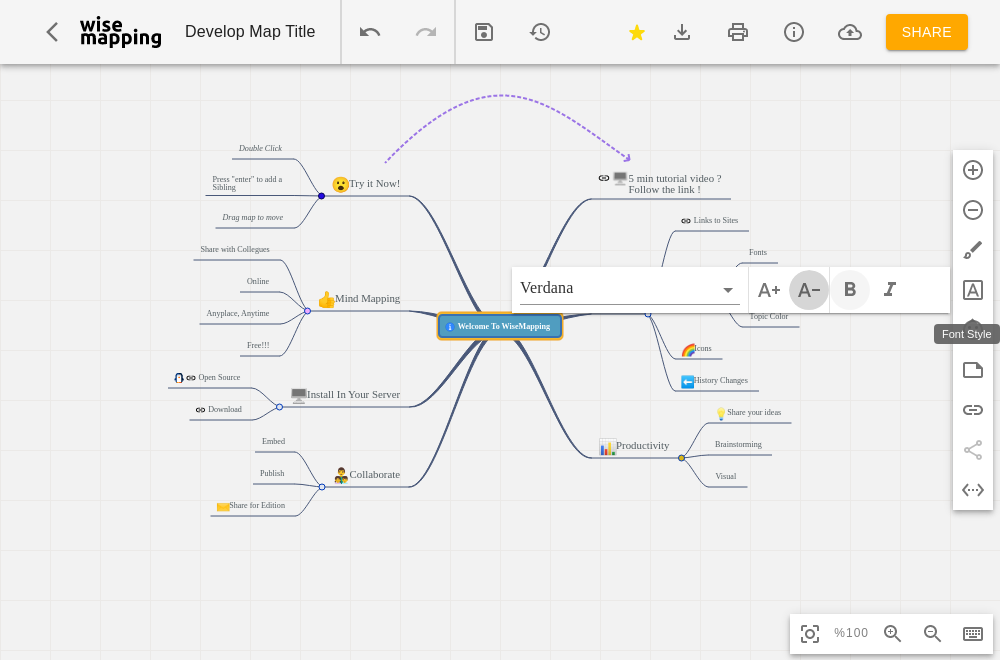 wise
mapping
Develop Map Title
SHARE
Double Click
Press "enter" to add a
Sibling
Drag map to move
Try it Now!
5 min tutorial video ?
Follow the link !
Links to Sites
Fonts
Share with Collegues
Online
Anyplace, Anytime
Free!!!
Mind Mapping
Verdana
A+
A-
B
I
A
Topic Color
Font Style
Welcome To WiseMapping
Icons
History Changes
Open Source
Download
Install In Your Server
Share your ideas
Brainstorming
Visual
Productivity
Embed
Publish
Share for Edition
Collaborate
%100